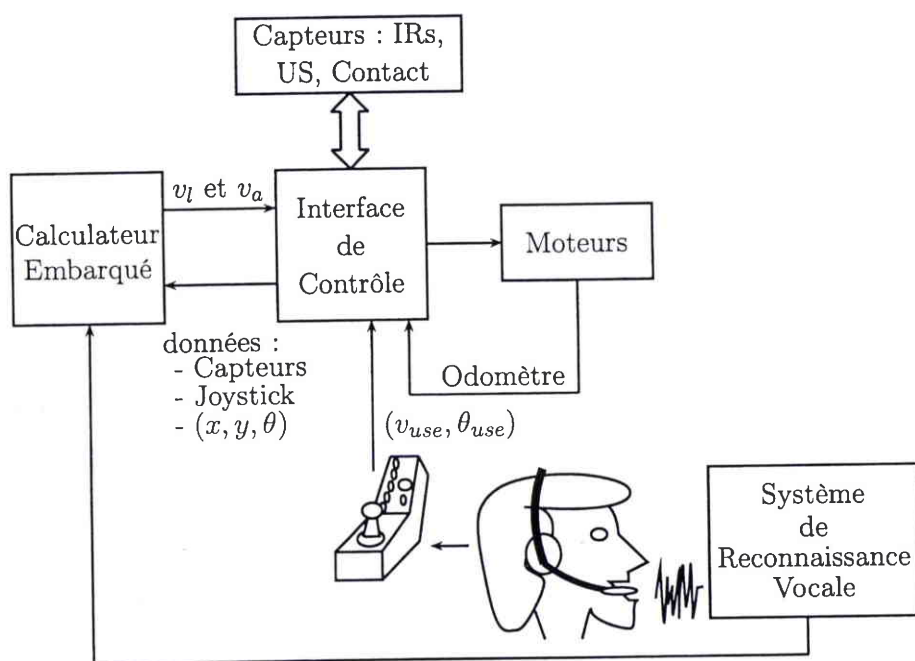 Capteurs : IRs,
US, Contact
v_l et v_a
Calculateur
Embarqué
Interface
de
Contrôle
Moteurs
données :
- Capteurs
- Joystick
- (x, y, θ)
Odomètre
(v_use, θ_use)
Système
de
Reconnaissance
Vocale